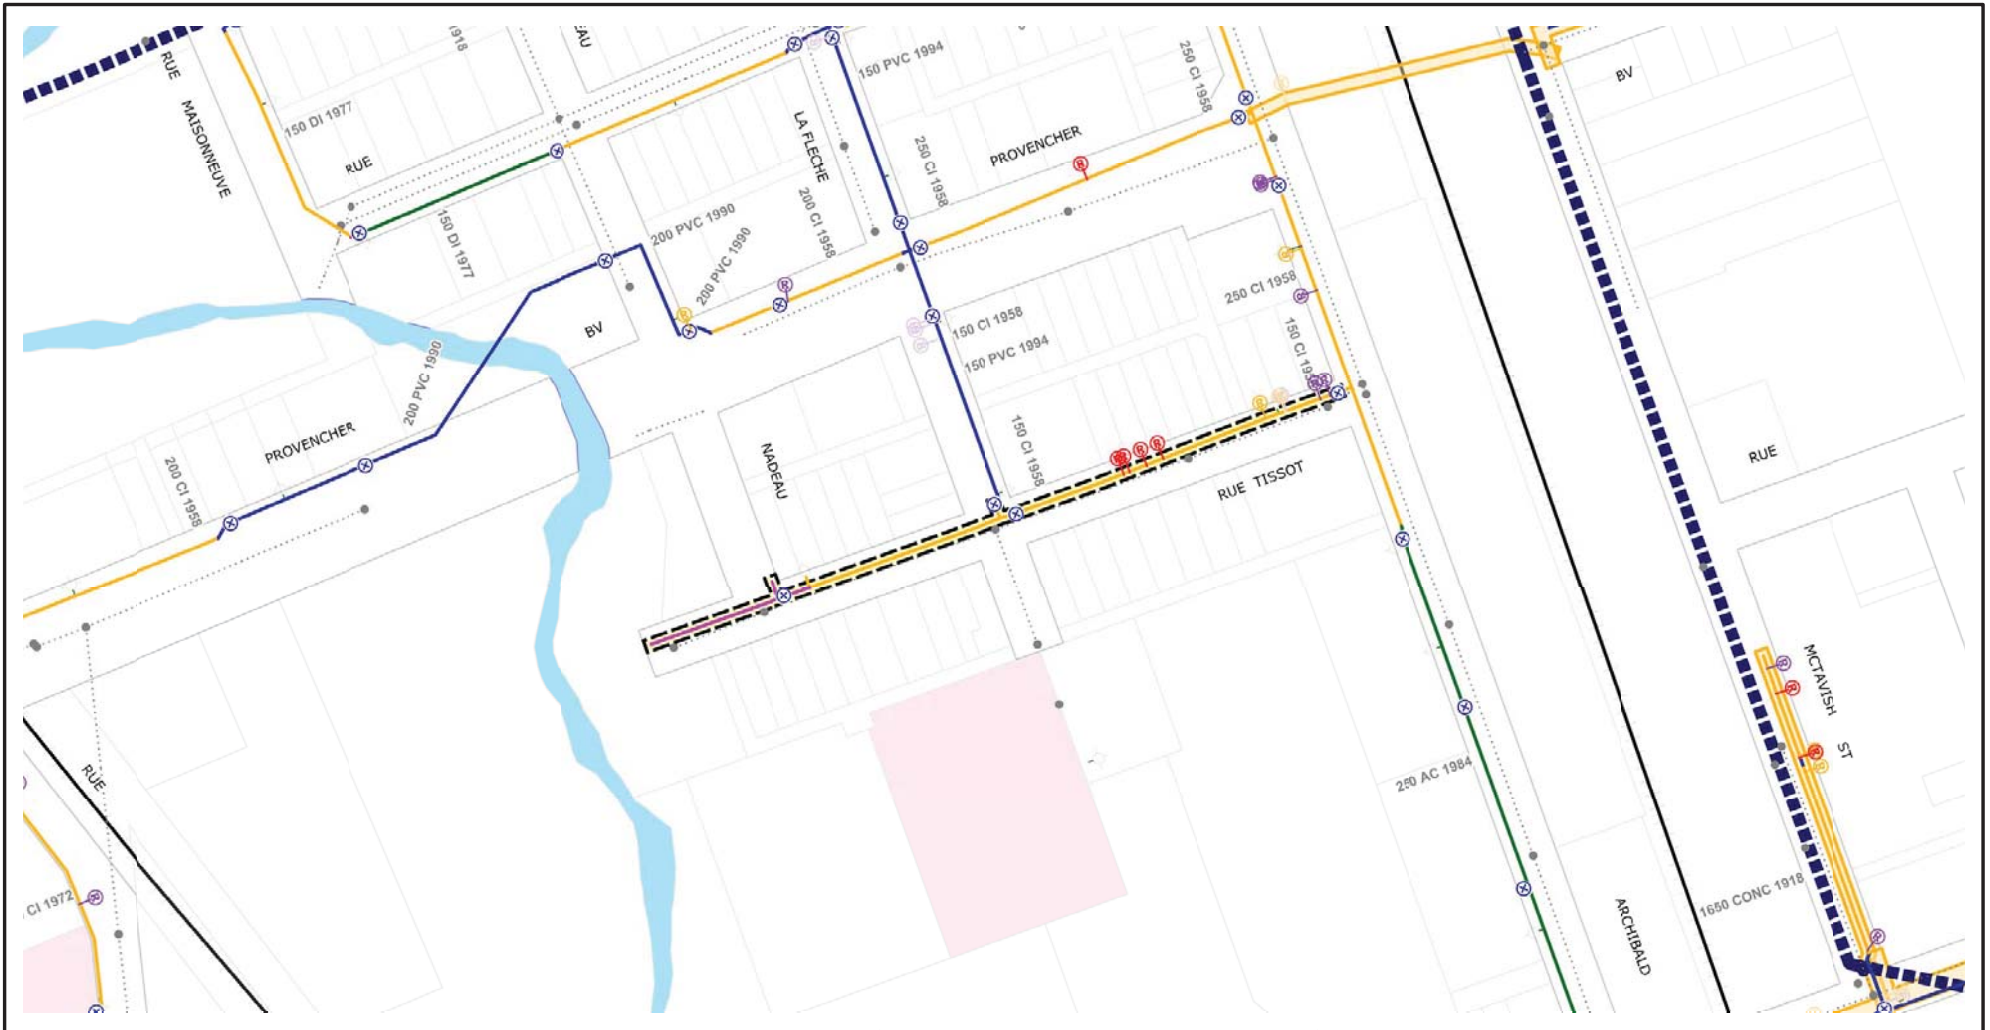 RUE
MAISONNEUVE
1918
EAU
150 DI 1977
RUE
150 DI 1977
LA FLECHE
150 PVC 1994
250 CI 1958
250 CI 1958
PROVENCHER
BV
200 PVC 1990
200 PVC 1990
200 CI 1958
250 CI 1958
BV
150 CI 1958
150 PVC 1994
200 PVC 1990
PROVENCHER
200 CI 1958
NADEAU
150 CI 1958
RUE TISSOT
RUE
MCTAVISH
ST
RUE
250 AC 1984
CI 1972
1650 CONC 1918
ARCHIBALD